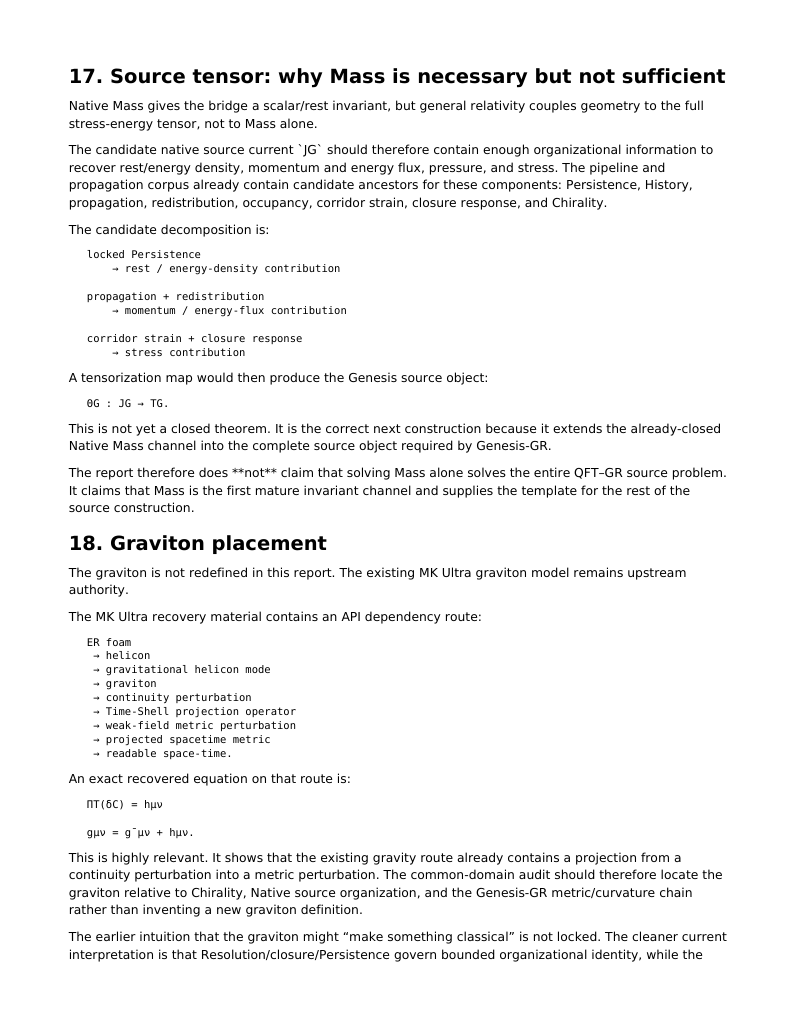 17. Source tensor: why Mass is necessary but not sufficient
Native Mass gives the bridge a scalar/rest invariant, but general relativity couples geometry to the full
stress-energy tensor, not to Mass alone.
The candidate native source current `JG` should therefore contain enough organizational information to
recover rest/energy density, momentum and energy flux, pressure, and stress. The pipeline and
propagation corpus already contain candidate ancestors for these components: Persistence, History,
propagation, redistribution, occupancy, corridor strain, closure response, and Chirality.
The candidate decomposition is:
locked Persistence
→ rest / energy-density contribution
propagation + redistribution
→ momentum / energy-flux contribution
corridor strain + closure response
→ stress contribution
A tensorization map would then produce the Genesis source object:
ΘG : JG → TG.
This is not yet a closed theorem. It is the correct next construction because it extends the already-closed
Native Mass channel into the complete source object required by Genesis-GR.
The report therefore does **not** claim that solving Mass alone solves the entire QFT–GR source problem.
It claims that Mass is the first mature invariant channel and supplies the template for the rest of the
source construction.
18. Graviton placement
The graviton is not redefined in this report. The existing MK Ultra graviton model remains upstream
authority.
The MK Ultra recovery material contains an API dependency route:
ER foam
→ helicon
→ gravitational helicon mode
→ graviton
→ continuity perturbation
→ Time-Shell projection operator
→ weak-field metric perturbation
→ projected spacetime metric
→ readable space-time.
An exact recovered equation on that route is:
ΠT(δC) = hμν
gμν = g¯μν + hμν.
This is highly relevant. It shows that the existing gravity route already contains a projection from a
continuity perturbation into a metric perturbation. The common-domain audit should therefore locate the
graviton relative to Chirality, Native source organization, and the Genesis-GR metric/curvature chain
rather than inventing a new graviton definition.
The earlier intuition that the graviton might “make something classical” is not locked. The cleaner current
interpretation is that Resolution/closure/Persistence govern bounded organizational identity, while the